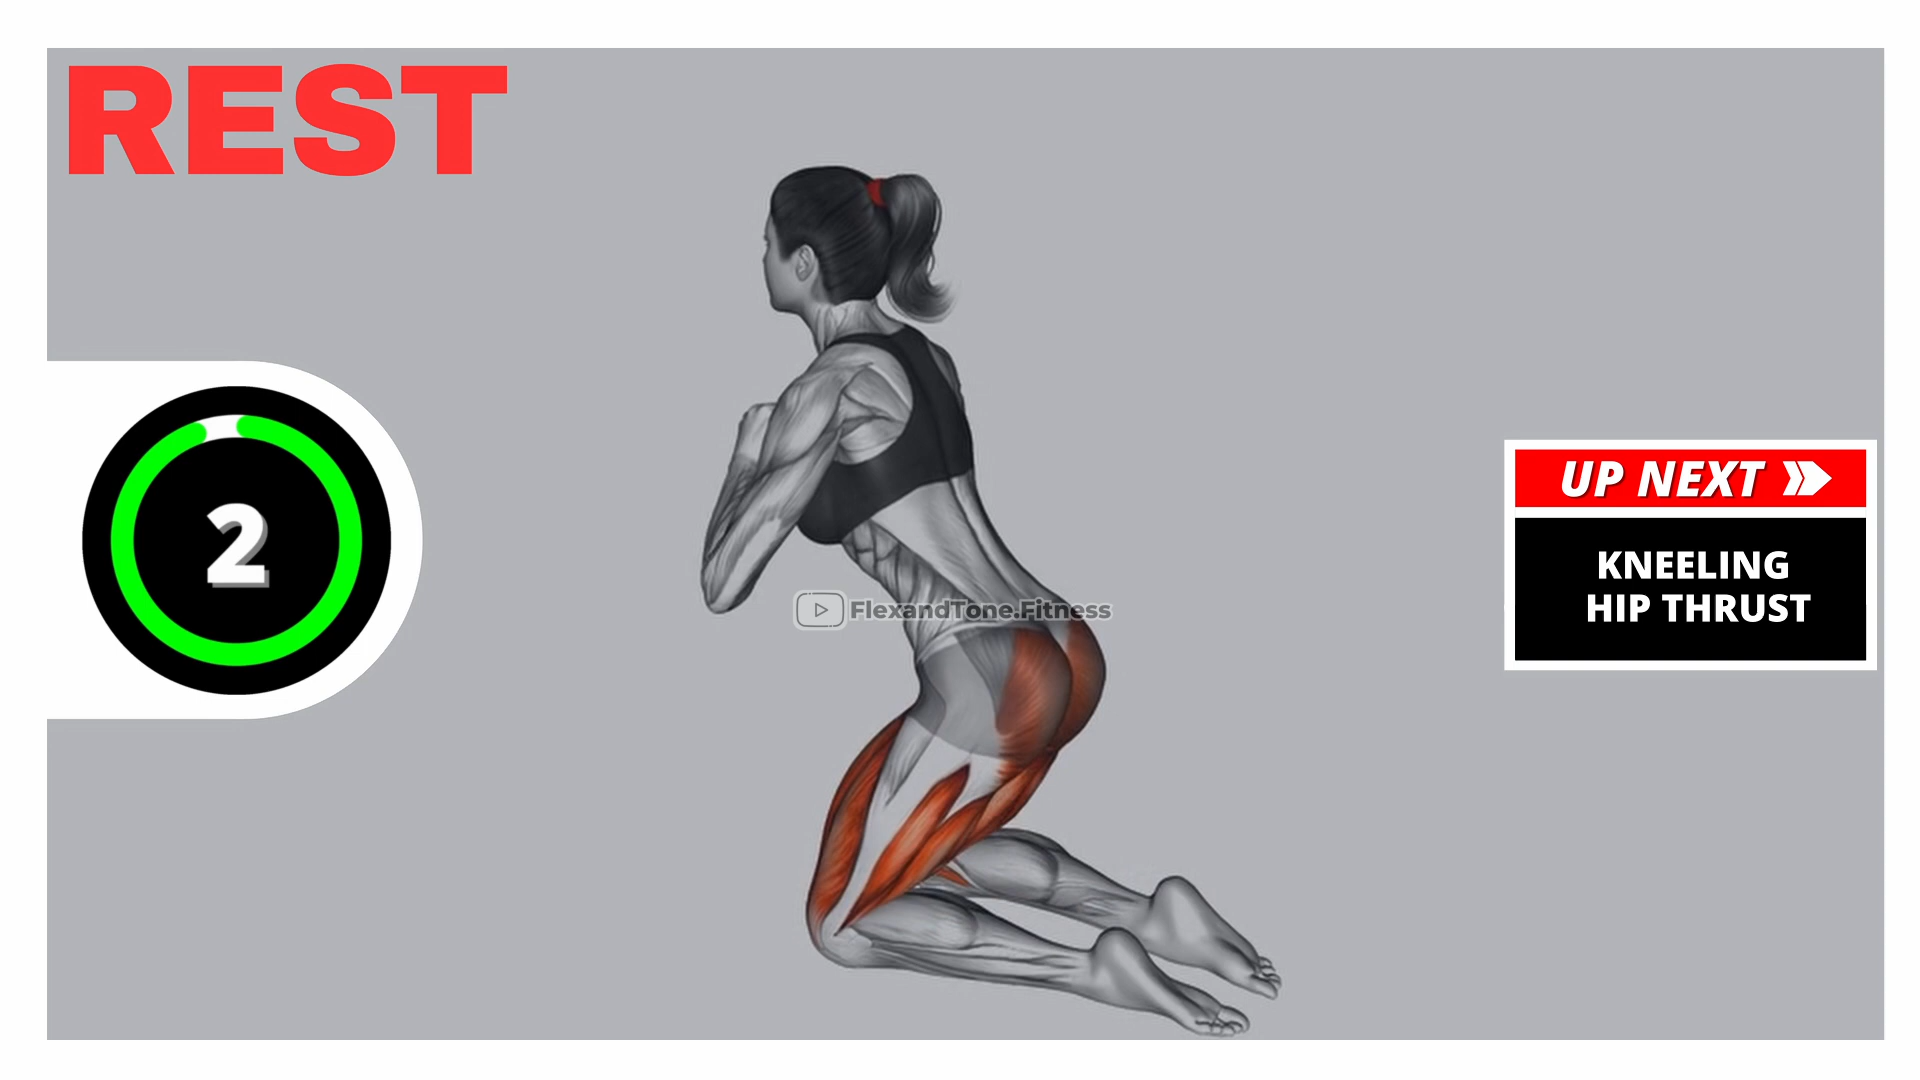 REST
2
UP NEXT
KNEELING
HIP THRUST
FlexandTone.Fitness